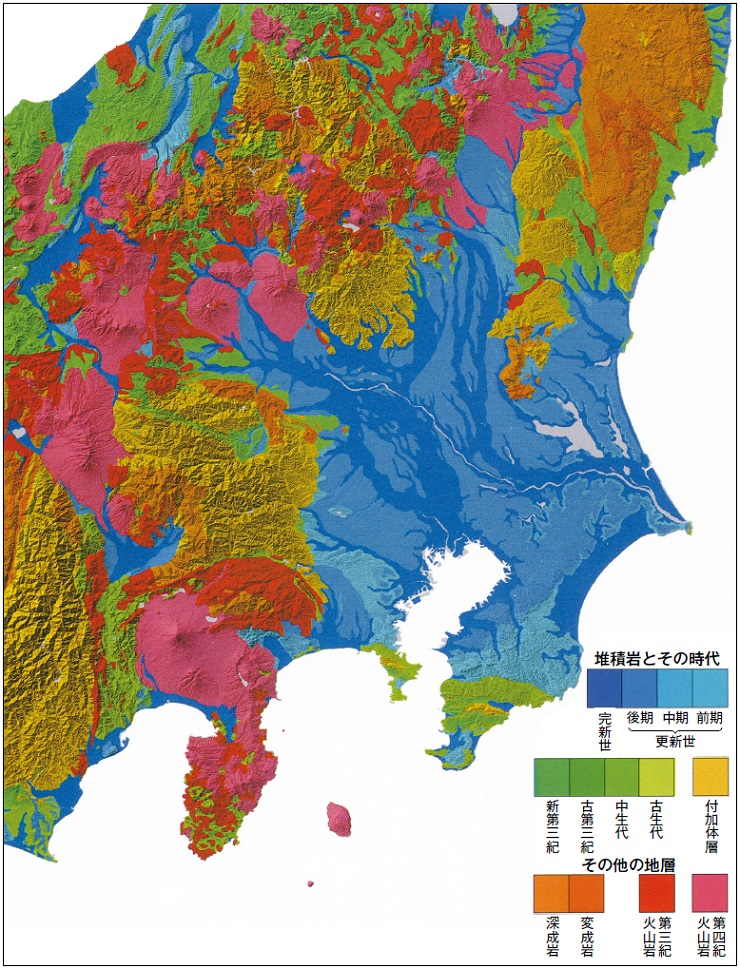 堆積岩とその時代
完新世
後期
中期
前期
更新世
新第三紀
古第三紀
中生代
古生代
付加体層
その他の地層
深成岩
変成岩
第三紀火山岩
第四紀火山岩